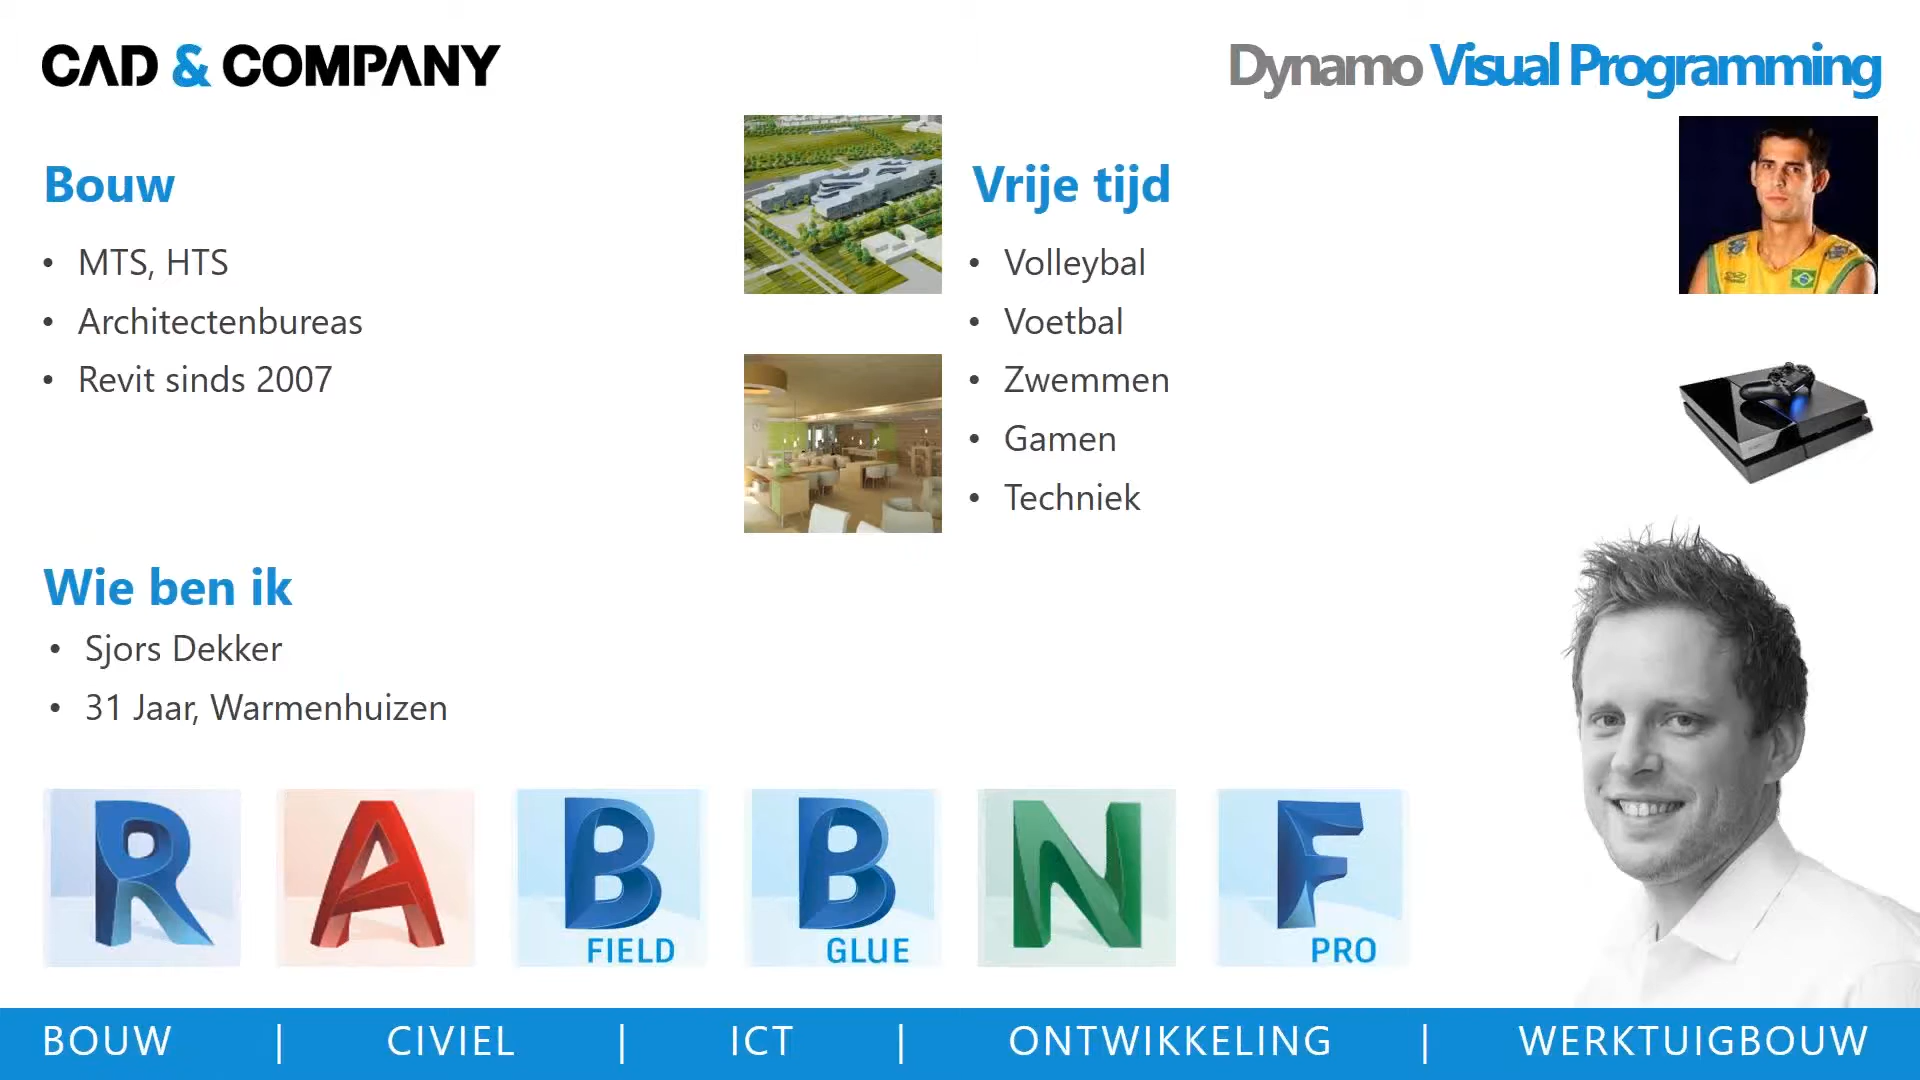 CAD & COMPANY
Dynamo Visual Programming
Bouw
• MTS, HTS
• Architectenbureas
• Revit sinds 2007
Vrije tijd
• Volleybal
• Voetbal
• Zwemmen
• Gamen
• Techniek
Wie ben ik
• Sjors Dekker
• 31 Jaar, Warmenhuizen
R
A
B FIELD
B GLUE
N
F PRO
BOUW | CIVIEL | ICT | ONTWIKKELING | WERKTUIGBOUW